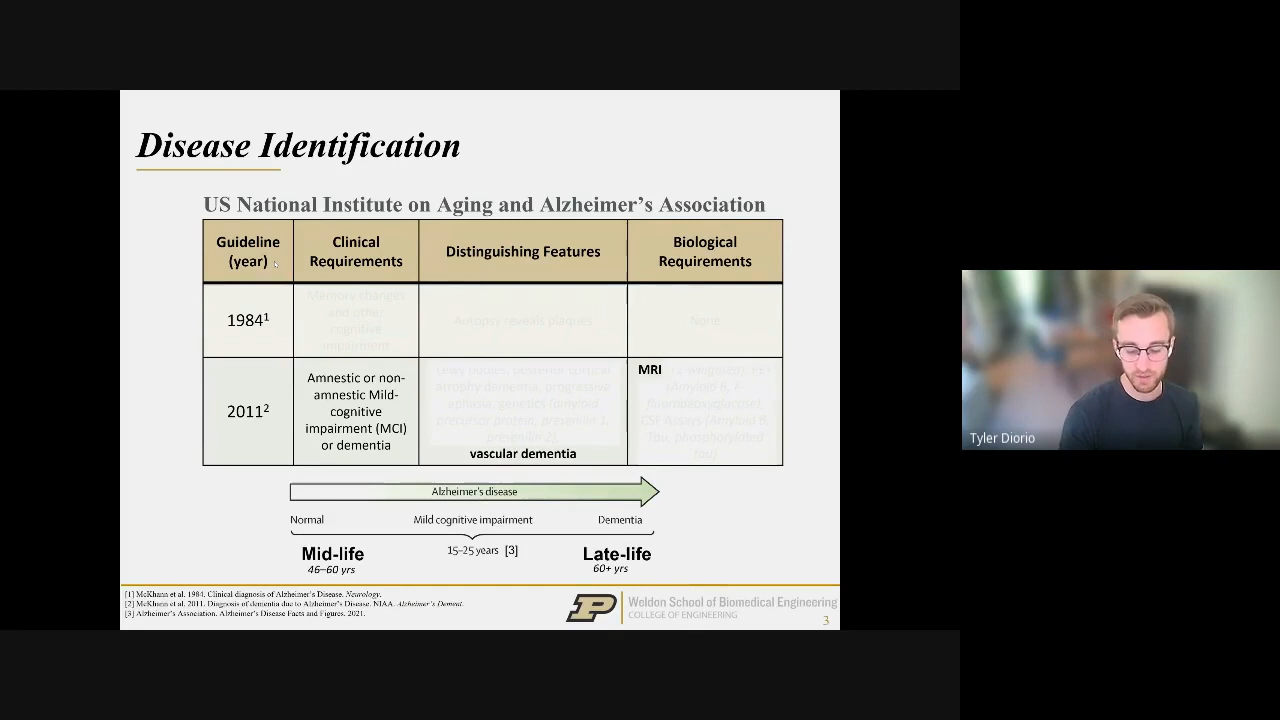 Disease Identification
US National Institute on Aging and Alzheimer's Association
Guideline
(year)
Clinical
Requirements
Distinguishing Features
Biological
Requirements
1984¹
Memory changes
and other
cognitive
impairment
Autopsy reveals plaques
None
2011²
Amnestic or non-
amnestic Mild-
cognitive
impairment (MCI)
or dementia
Lewy bodies, posterior cortical
atrophy dementia, progressive
aphasia, genetics (amyloid
precursor protein, presenilin 1,
presenilin 2),
vascular dementia
MRI
PET
(Amyloid β, F-
fluorodeoxyglucose),
CSF Assays (Amyloid β,
Tau, phosphorylated
tau)
Alzheimer's disease
Normal
Mild cognitive impairment
Dementia
Mid-life
46–60 yrs
15–25 years [3]
Late-life
60+ yrs
[1] McKhann et al. 1984. Clinical diagnosis of Alzheimer's Disease. Neurology.
[2] McKhann et al. 2011. Diagnosis of dementia due to Alzheimer's Disease. NIAA. Alzheimer's Dement.
[3] Alzheimer's Association. Alzheimer's Disease Facts and Figures. 2021.
P
Weldon School of Biomedical Engineering
COLLEGE OF ENGINEERING
3
Tyler Diorio